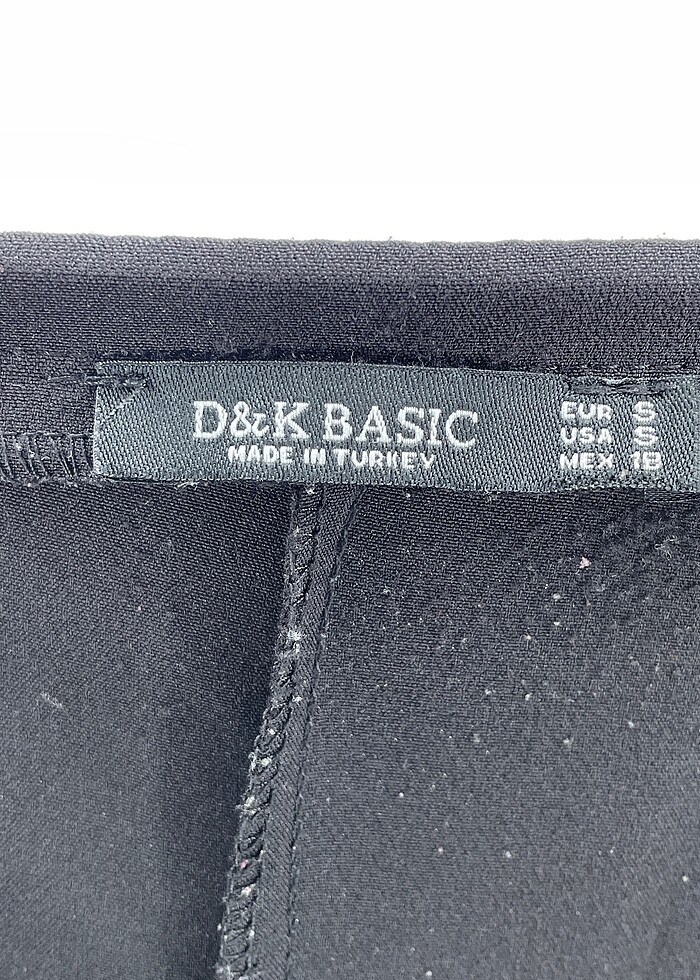 D&K BASIC
MADE IN TURKEY
EUR S
USA S
MEX 1B